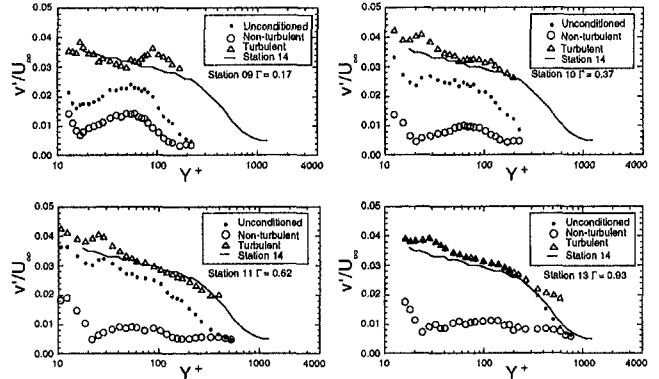 0.05
0.04
0.03
0.02
0.01
0.00
v'/U∞
10
100
1000
4000
Y+
Unconditioned
Non-turbulent
Turbulent
Station 14
Station 09 Γ = 0.17
0.05
0.04
0.03
0.02
0.01
0.00
v'/U∞
10
100
1000
4000
Y+
Unconditioned
Non-turbulent
Turbulent
Station 14
Station 10 Γ = 0.37
0.05
0.04
0.03
0.02
0.01
0.00
v'/U∞
10
100
1000
4000
Y+
Unconditioned
Non-turbulent
Turbulent
Station 14
Station 11 Γ = 0.62
0.05
0.04
0.03
0.02
0.01
0.00
v'/U∞
10
100
1000
4000
Y+
Unconditioned
Non-turbulent
Turbulent
Station 14
Station 13 Γ = 0.93